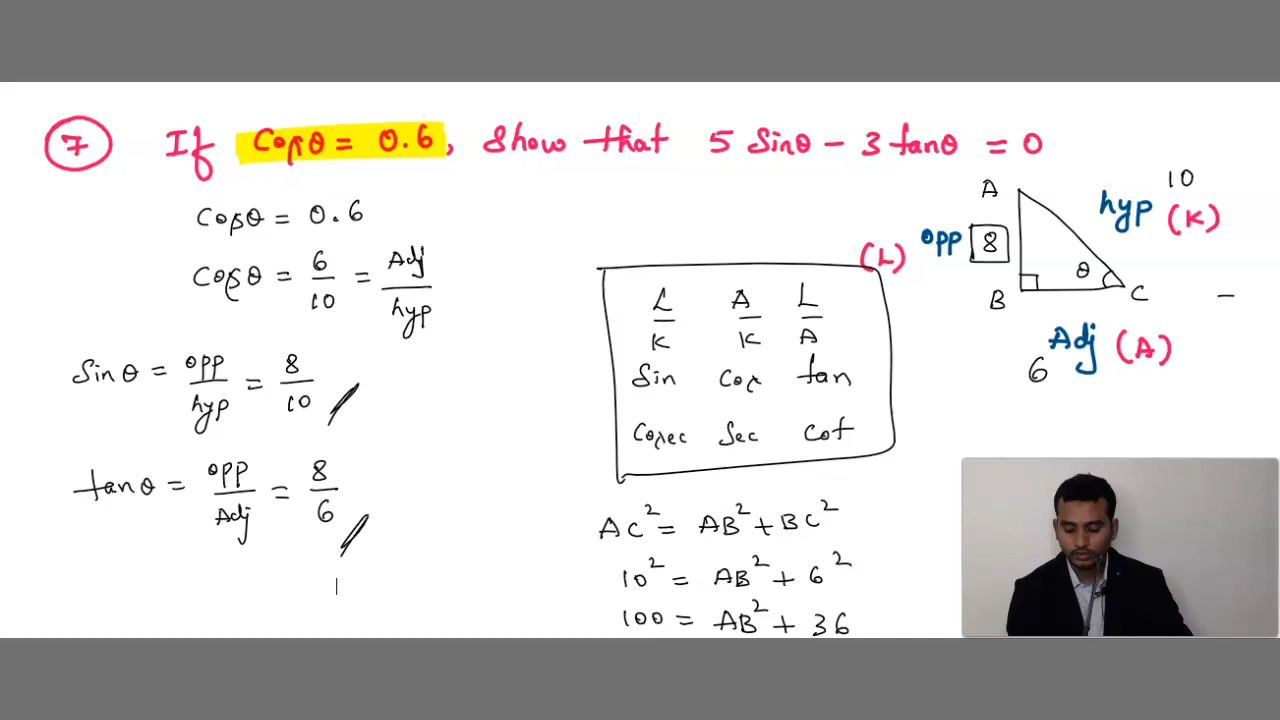 7 If Cosθ = 0.6, show that 5 sinθ - 3 tanθ = 0
Cosθ = 0.6
Cosθ = 6/10 = Adj/hyp
Sinθ = opp/hyp = 8/10
tanθ = opp/Adj = 8/6
L/K A/K L/A
Sin cos tan
Cosec Sec Cot
AC² = AB² + BC²
10² = AB² + 6²
100 = AB² + 36
A
10
hyp (K)
(L) opp 8
θ
B
C
Adj (A)
6